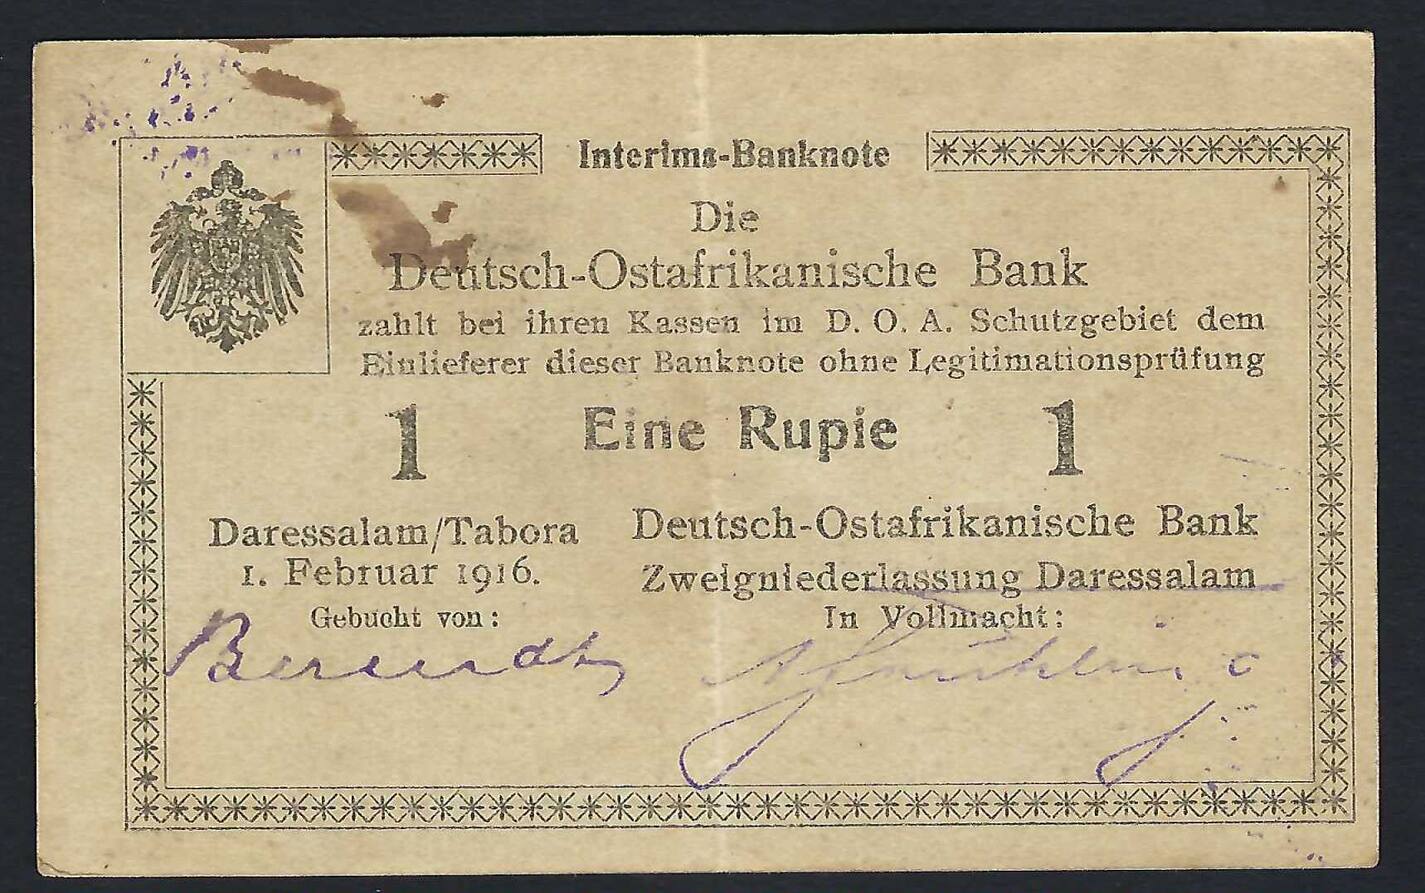 Interims-Banknote
Die
Deutsch-Ostafrikanische Bank
zahlt bei ihren Kassen im D. O. A. Schutzgebiet dem
Einlieferer dieser Banknote ohne Legitimationsprüfung
1 Eine Rupie 1
Daressalam/Tabora
1. Februar 1916.
Gebucht von:
Berendt
Deutsch-Ostafrikanische Bank
Zweigniederlassung Daressalam
In Vollmacht: